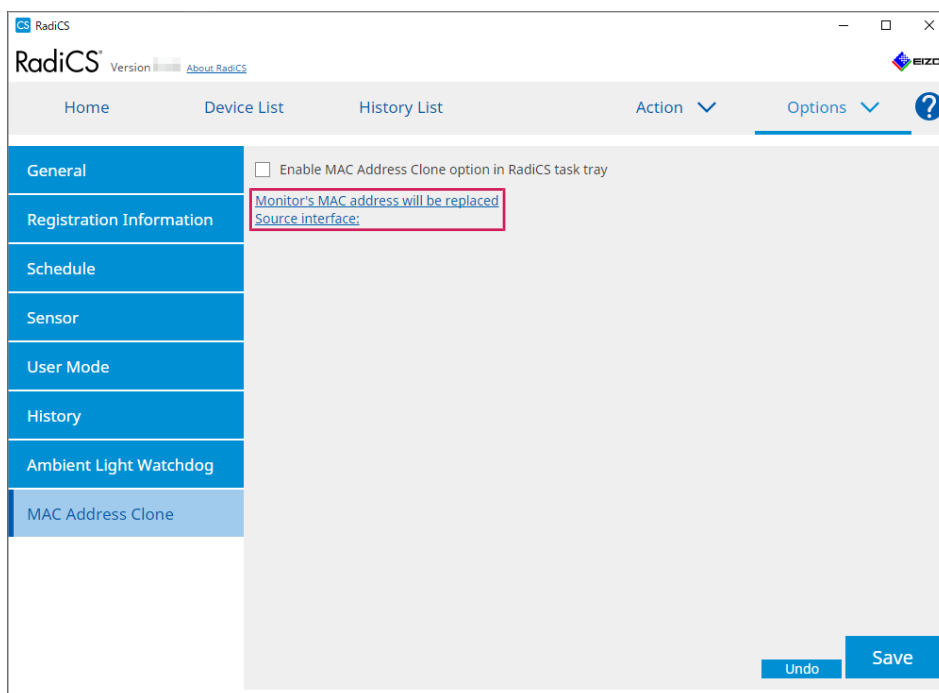 CS RadiCS
RadiCS® Version About RadiCS
EIZO
Home Device List History List Action Options ?
General
Registration Information
Schedule
Sensor
User Mode
History
Ambient Light Watchdog
MAC Address Clone
Enable MAC Address Clone option in RadiCS task tray
Monitor's MAC address will be replaced
Source interface:
Undo
Save